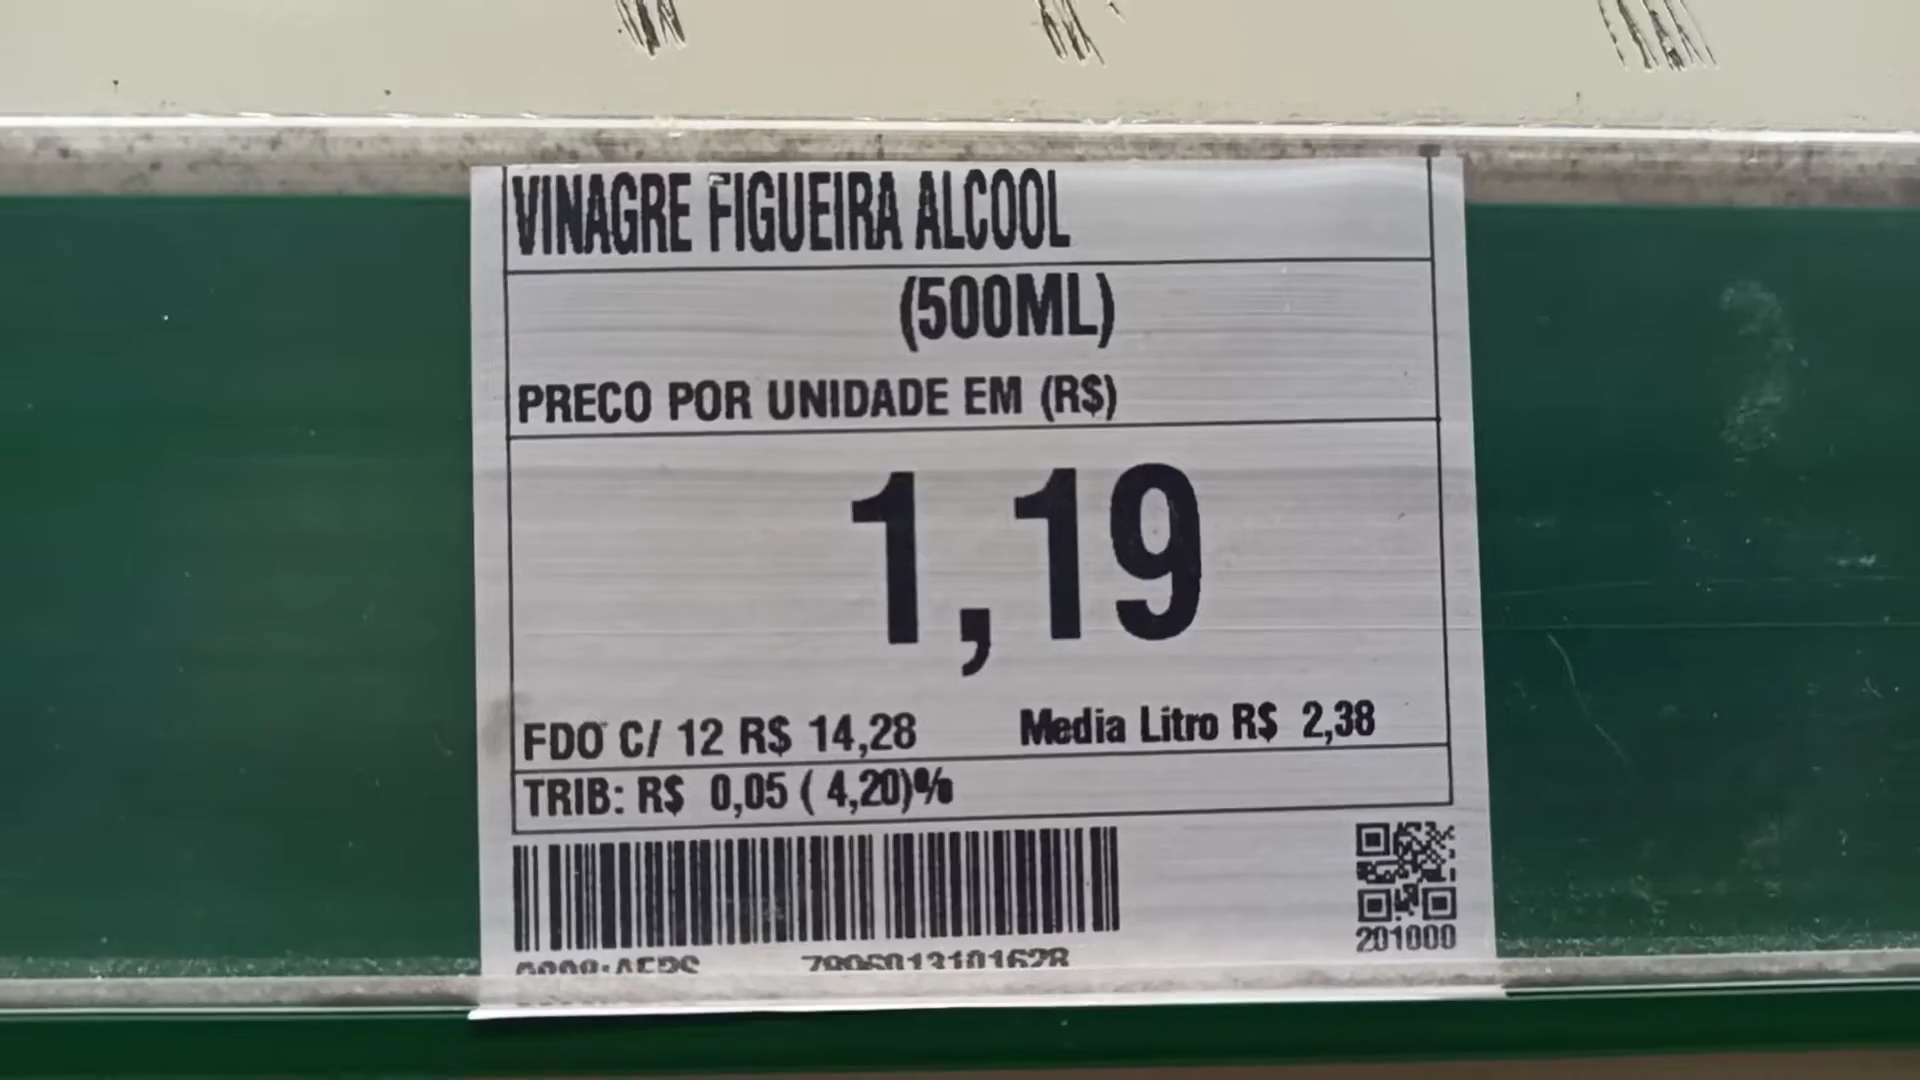 VINAGRE FIGUEIRA ALCOOL
(500ML)
PRECO POR UNIDADE EM (R$)
1,19
FDO C/ 12 R$ 14,28 Media Litro R$ 2,38
TRIB: R$ 0,05 ( 4,20)%
201000